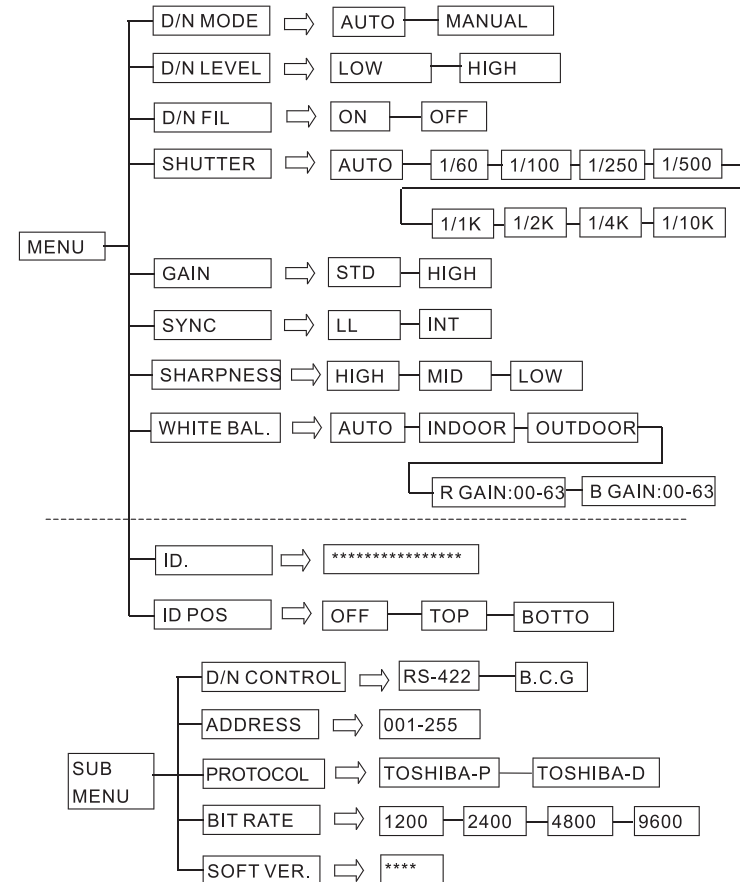 D/N MODE AUTO MANUAL
D/N LEVEL LOW HIGH
D/N FIL ON OFF
SHUTTER AUTO 1/60 1/100 1/250 1/500
1/1K 1/2K 1/4K 1/10K
MENU
GAIN STD HIGH
SYNC LL INT
SHARPNESS HIGH MID LOW
WHITE BAL. AUTO INDOOR OUTDOOR
R GAIN:00-63 B GAIN:00-63
ID. ****************
ID POS OFF TOP BOTTO
D/N CONTROL RS-422 B.C.G
ADDRESS 001-255
SUB
MENU
PROTOCOL TOSHIBA-P TOSHIBA-D
BIT RATE 1200 2400 4800 9600
SOFT VER. ****